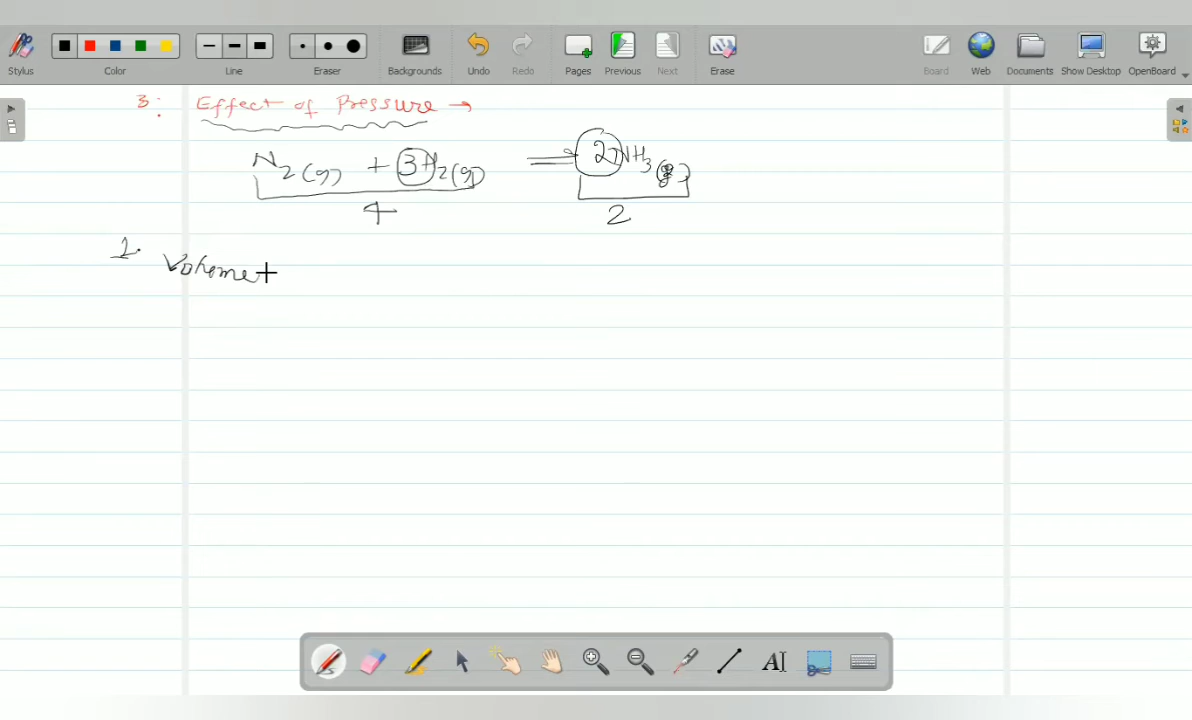 Stylus Color Line Eraser Backgrounds Undo Redo Pages Previous Next Erase Board Web Documents Show Desktop OpenBoard
3: Effect of Pressure →
N2(g) + 3H2(g) ⇌ 2NH3(g)
4 2
1. Volume